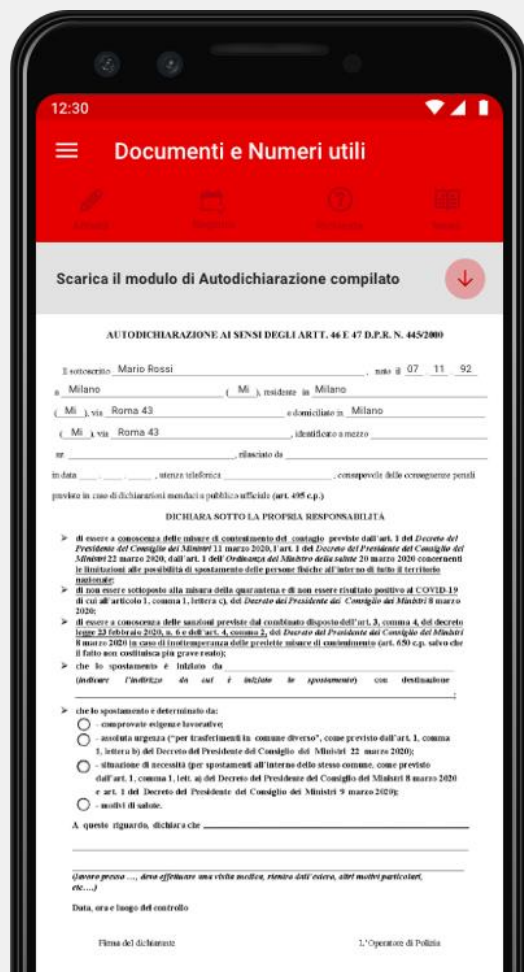 12:30
Documenti e Numeri utili
Scarica il modulo di Autodichiarazione compilato
AUTODICHIARAZIONE AI SENSI DEGLI ARTT. 46 E 47 D.P.R. N. 445/2000
Il sottoscritto Mario Rossi , nato il 07 . 11 . 92
a Milano ( Mi ), residente in Milano
( Mi ), via Roma 43 e domiciliato in Milano
( Mi ), via Roma 43 , identificato a mezzo
nr. , rilasciato da
in data . . , utenza telefonica , consapevole delle conseguenze penali
previste in caso di dichiarazioni mendaci a pubblico ufficiale (art. 495 c.p.)
DICHIARA SOTTO LA PROPRIA RESPONSABILITÀ
➢ di essere a conoscenza delle misure di contenimento del contagio previste dall'art. 1 del Decreto del
Presidente del Consiglio dei Ministri 11 marzo 2020, l'art. 1 del Decreto del Presidente del Consiglio dei
Ministri 22 marzo 2020, dall'art. 1 dell'Ordinanza del Ministro della salute 20 marzo 2020 concernenti
le limitazioni alle possibilità di spostamento delle persone fisiche all'interno di tutto il territorio
nazionale;
➢ di non essere sottoposto alla misura della quarantena e di non essere risultato positivo al COVID-19
di cui all'articolo 1, comma 1, lettera c), del Decreto del Presidente del Consiglio dei Ministri 8 marzo
2020;
➢ di essere a conoscenza delle sanzioni previste dal combinato disposto dell'art. 3, comma 4, del decreto
legge 23 febbraio 2020, n. 6 e dell'art. 4, comma 2, del Decreto del Presidente del Consiglio dei Ministri
8 marzo 2020 in caso di inottemperanza delle predette misure di contenimento (art. 650 c.p. salvo che
il fatto non costituisca più grave reato);
➢ che lo spostamento è iniziato da
(indicare l'indirizzo da cui è iniziato lo spostamento) con destinazione
;
➢ che lo spostamento è determinato da:
- comprovate esigenze lavorative;
- assoluta urgenza ("per trasferimenti in comune diverso", come previsto dall'art. 1, comma
1, lettera b) del Decreto del Presidente del Consiglio dei Ministri 22 marzo 2020);
- situazione di necessità (per spostamenti all'interno dello stesso comune, come previsto
dall'art. 1, comma 1, lett. a) del Decreto del Presidente del Consiglio dei Ministri 8 marzo 2020
e art. 1 del Decreto del Presidente del Consiglio dei Ministri 9 marzo 2020);
- motivi di salute.
A questo riguardo, dichiara che
(lavoro presso ..., devo effettuare una visita medica, rientro dall'estero, altri motivi particolari,
etc....)
Data, ora e luogo del controllo
Firma del dichiarante L'Operatore di Polizia